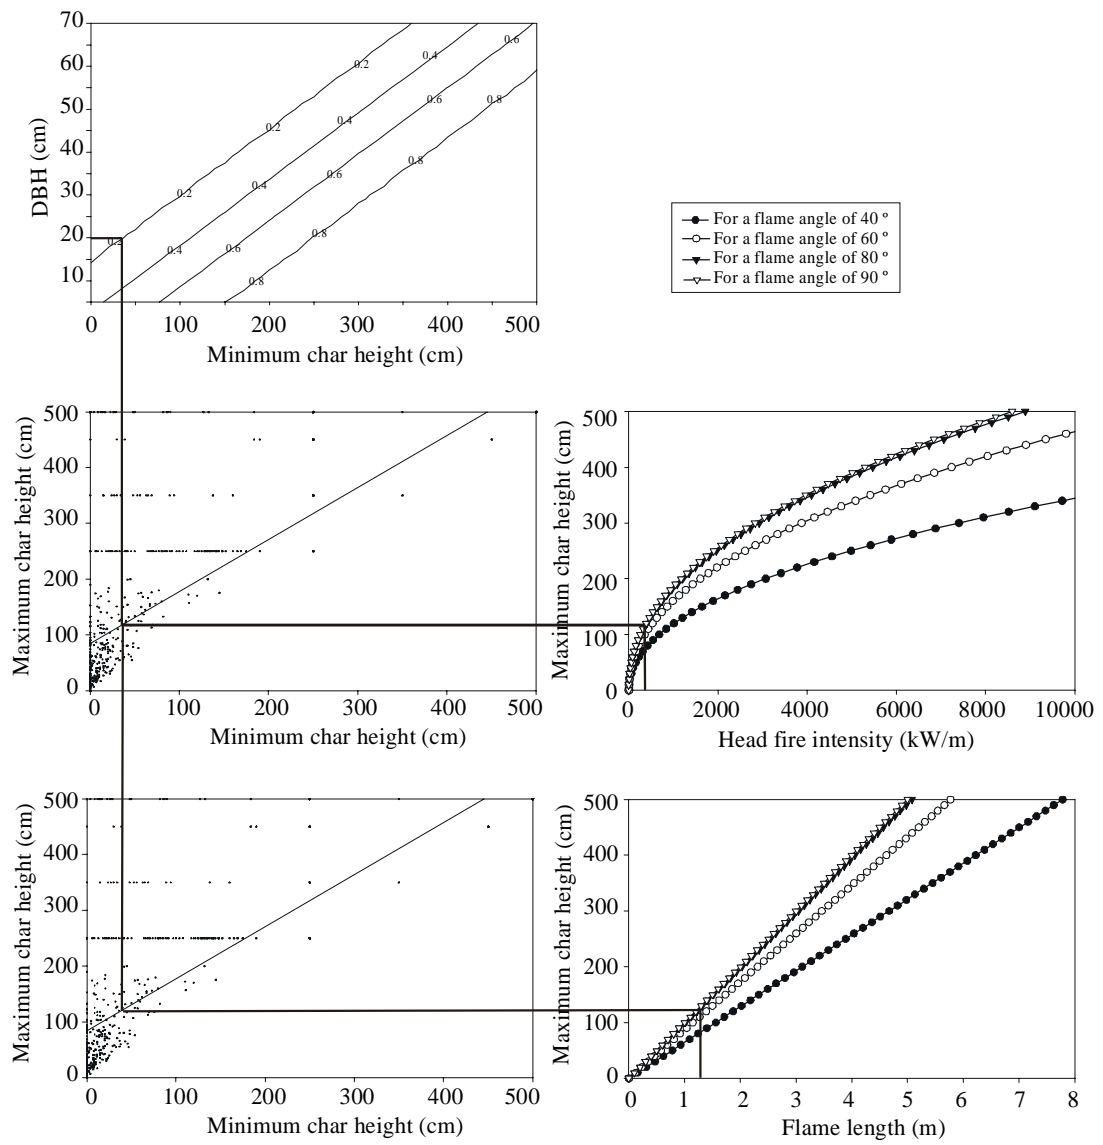 70
60
50
40
30
20
10
DBH (cm)
0.2
0.4
0.6
0.8
0.2
0.4
0.6
0.8
0.2
0.4
0.6
0.8
0.2
0.4
0.6
0.8
0 100 200 300 400 500
Minimum char height (cm)
For a flame angle of 40 º
For a flame angle of 60 º
For a flame angle of 80 º
For a flame angle of 90 º
500
400
300
200
100
0
Maximum char height (cm)
0 100 200 300 400 500
Minimum char height (cm)
500
400
300
200
100
0
Maximum char height (cm)
0 2000 4000 6000 8000 10000
Head fire intensity (kW/m)
500
400
300
200
100
0
Maximum char height (cm)
0 100 200 300 400 500
Minimum char height (cm)
500
400
300
200
100
0
Maximum char height (cm)
0 1 2 3 4 5 6 7 8
Flame length (m)